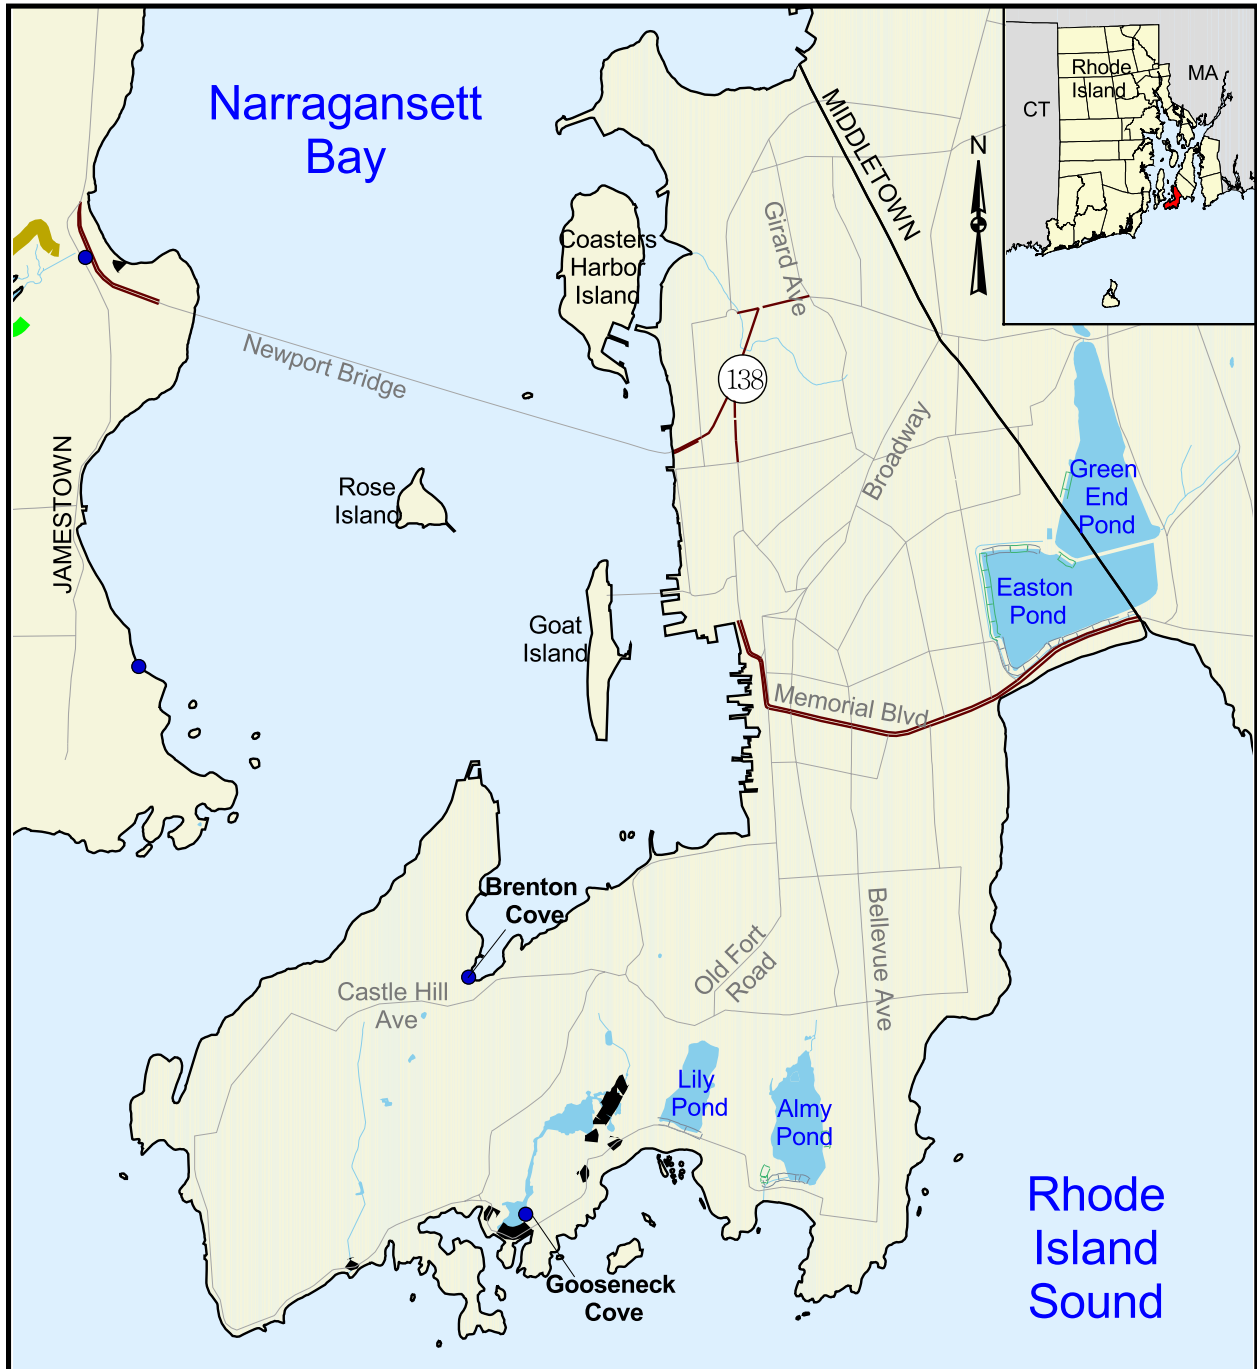 Narragansett
Bay
MIDDLETOWN
N
Rhode
Island
MA
CT
Coasters
Harbor
Island
Girard Ave
Newport Bridge
138
Broadway
JAMESTOWN
Rose
Island
Green
End
Pond
Easton
Pond
Goat
Island
Memorial Blvd
Brenton
Cove
Bellevue Ave
Old Fort
Road
Castle Hill
Ave
Lily
Pond
Almy
Pond
Gooseneck
Cove
Rhode
Island
Sound